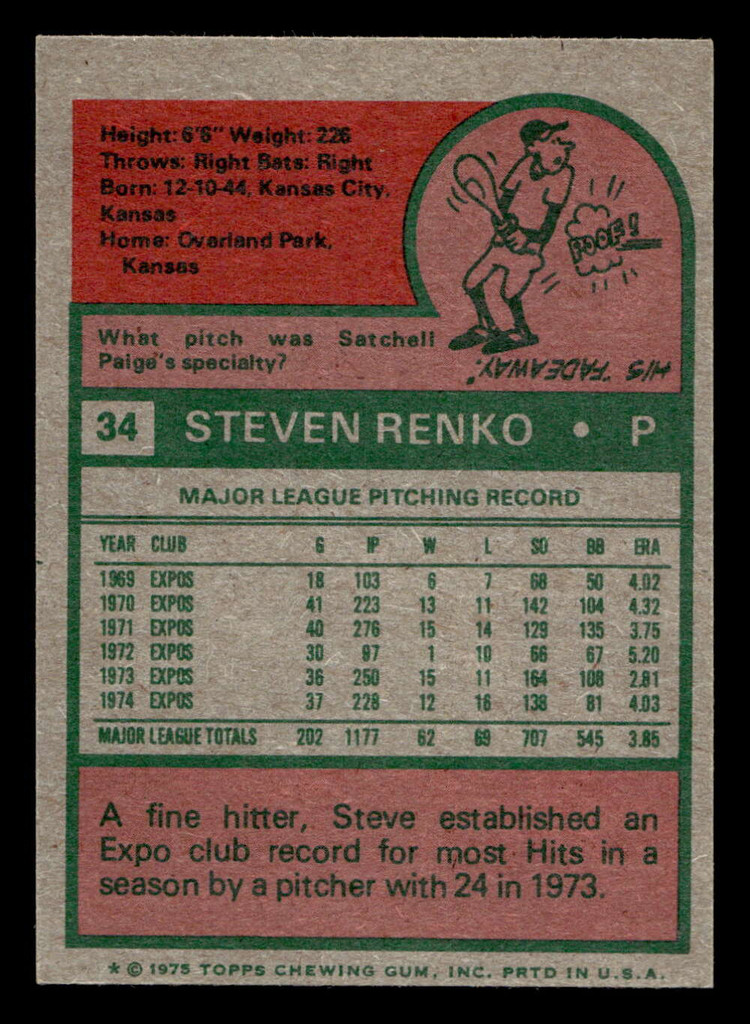 Height: 6'6" Weight: 226
Throws: Right Bats: Right
Born: 12-10-44, Kansas City,
Kansas
Home: Overland Park,
Kansas
POOF!
What pitch was Satchell
Paige's specialty?
HIS "FADEAWAY."
34 STEVEN RENKO • P
MAJOR LEAGUE PITCHING RECORD
YEAR CLUB G IP W L SO BB ERA
1969 EXPOS 18 103 6 7 68 50 4.02
1970 EXPOS 41 223 13 11 142 104 4.32
1971 EXPOS 40 276 15 14 129 135 3.75
1972 EXPOS 30 97 1 10 66 67 5.20
1973 EXPOS 36 250 15 11 164 108 2.81
1974 EXPOS 37 228 12 16 138 81 4.03
MAJOR LEAGUE TOTALS 202 1177 62 69 707 545 3.85
A fine hitter, Steve established an
Expo club record for most Hits in a
season by a pitcher with 24 in 1973.
* © 1975 TOPPS CHEWING GUM, INC. PRTD IN U.S.A.